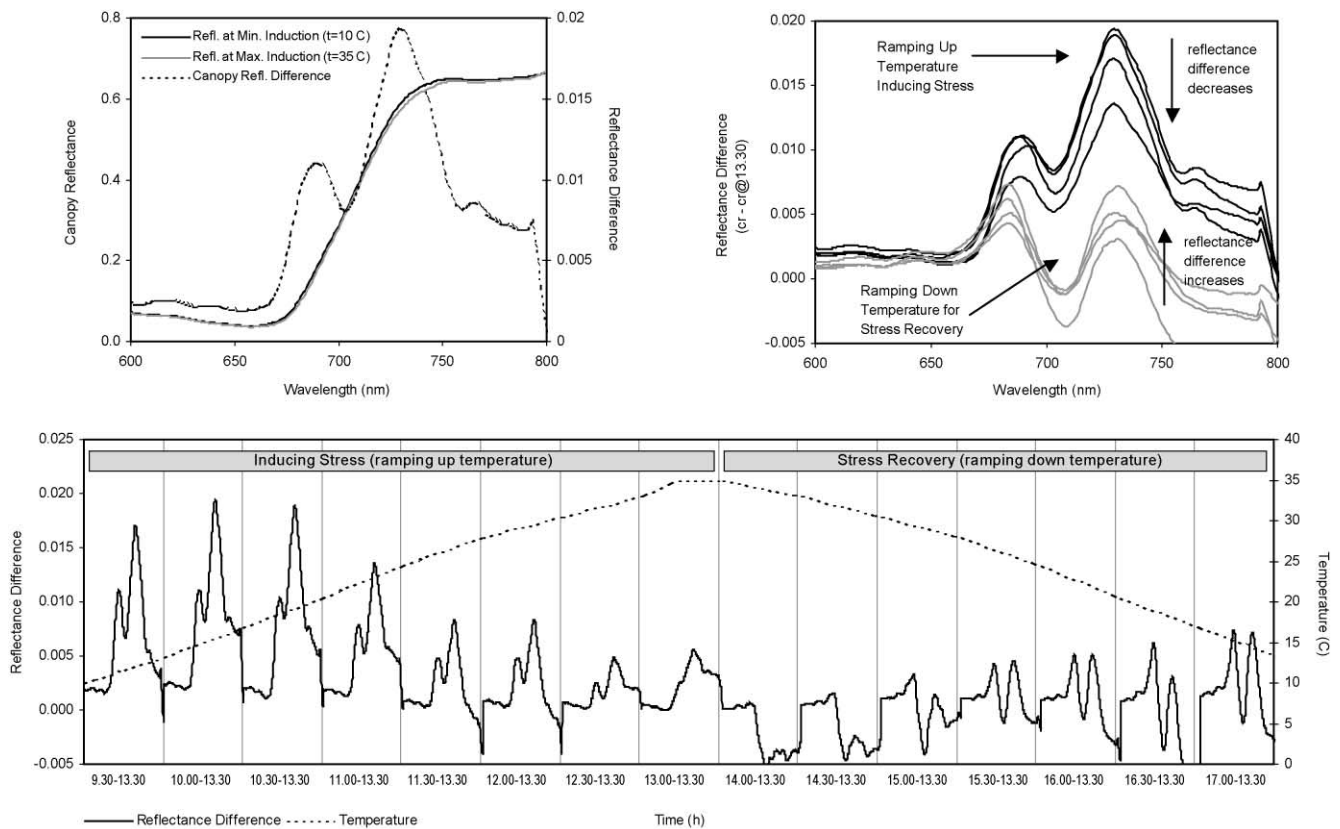 0.8
0.6
0.4
0.2
0.0
Canopy Reflectance
Refl. at Min. Induction (t=10 C)
Refl. at Max. Induction (t=35 C)
Canopy Refl. Difference
0.02
0.015
0.01
0.005
0
Reflectance Difference
600 650 700 750 800
Wavelength (nm)
0.020
0.015
0.010
0.005
0.000
-0.005
Reflectance Difference
(cr - cr@13.30)
Ramping Up
Temperature
Inducing Stress
reflectance
difference
decreases
reflectance
difference
increases
Ramping Down
Temperature for
Stress Recovery
600 650 700 750 800
Wavelength (nm)
0.025
0.020
0.015
0.010
0.005
0.000
-0.005
Reflectance Difference
Inducing Stress (ramping up temperature)
Stress Recovery (ramping down temperature)
40
35
30
25
20
15
10
5
0
Temperature (C)
9.30-13.30 10.00-13.30 10.30-13.30 11.00-13.30 11.30-13.30 12.00-13.30 12.30-13.30 13.00-13.30 14.00-13.30 14.30-13.30 15.00-13.30 15.30-13.30 16.00-13.30 16.30-13.30 17.00-13.30
Reflectance Difference Temperature
Time (h)